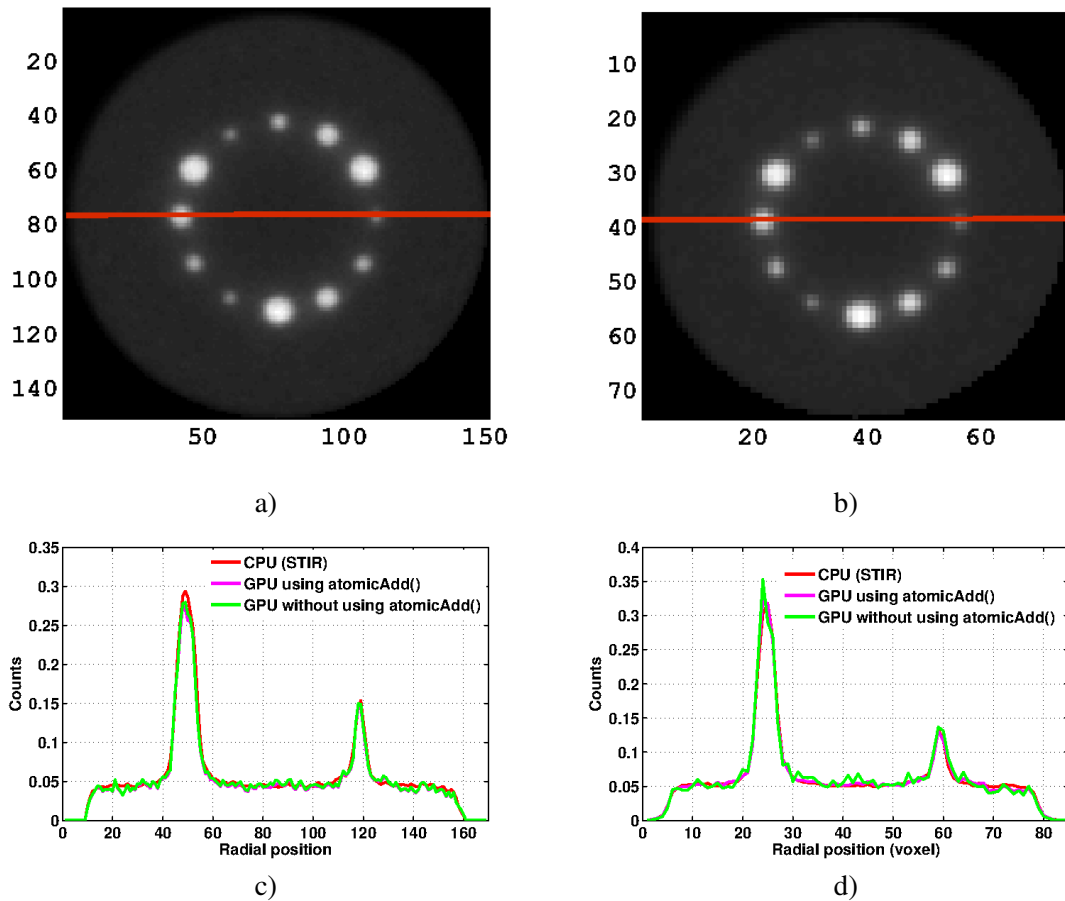 20
40
60
80
100
120
140
50 100 150
a)
10
20
30
40
50
60
70
20 40 60
b)
0.35
0.3
0.25
0.2
0.15
0.1
0.05
0
Counts
CPU (STIR)
GPU using atomicAdd()
GPU without using atomicAdd()
0 20 40 60 80 100 120 140 160
Radial position
c)
0.4
0.35
0.3
0.25
0.2
0.15
0.1
0.05
0
Counts
CPU (STIR)
GPU using atomicAdd()
GPU without using atomicAdd()
0 10 20 30 40 50 60 70 80
Radial position (voxel)
d)